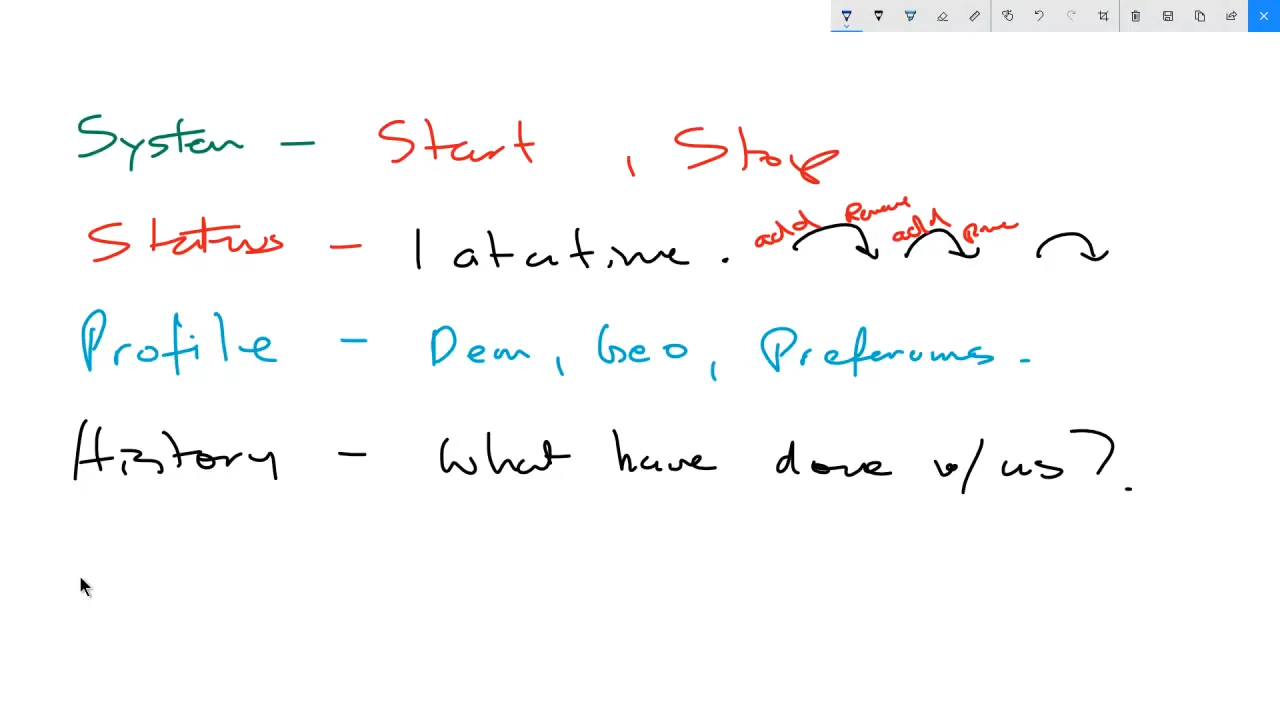 System - Start , Stop
Status - 1 at a time. add Remove add Rmve
Profile - Dem, Geo, Preferences.
History - What have done w/ us?.